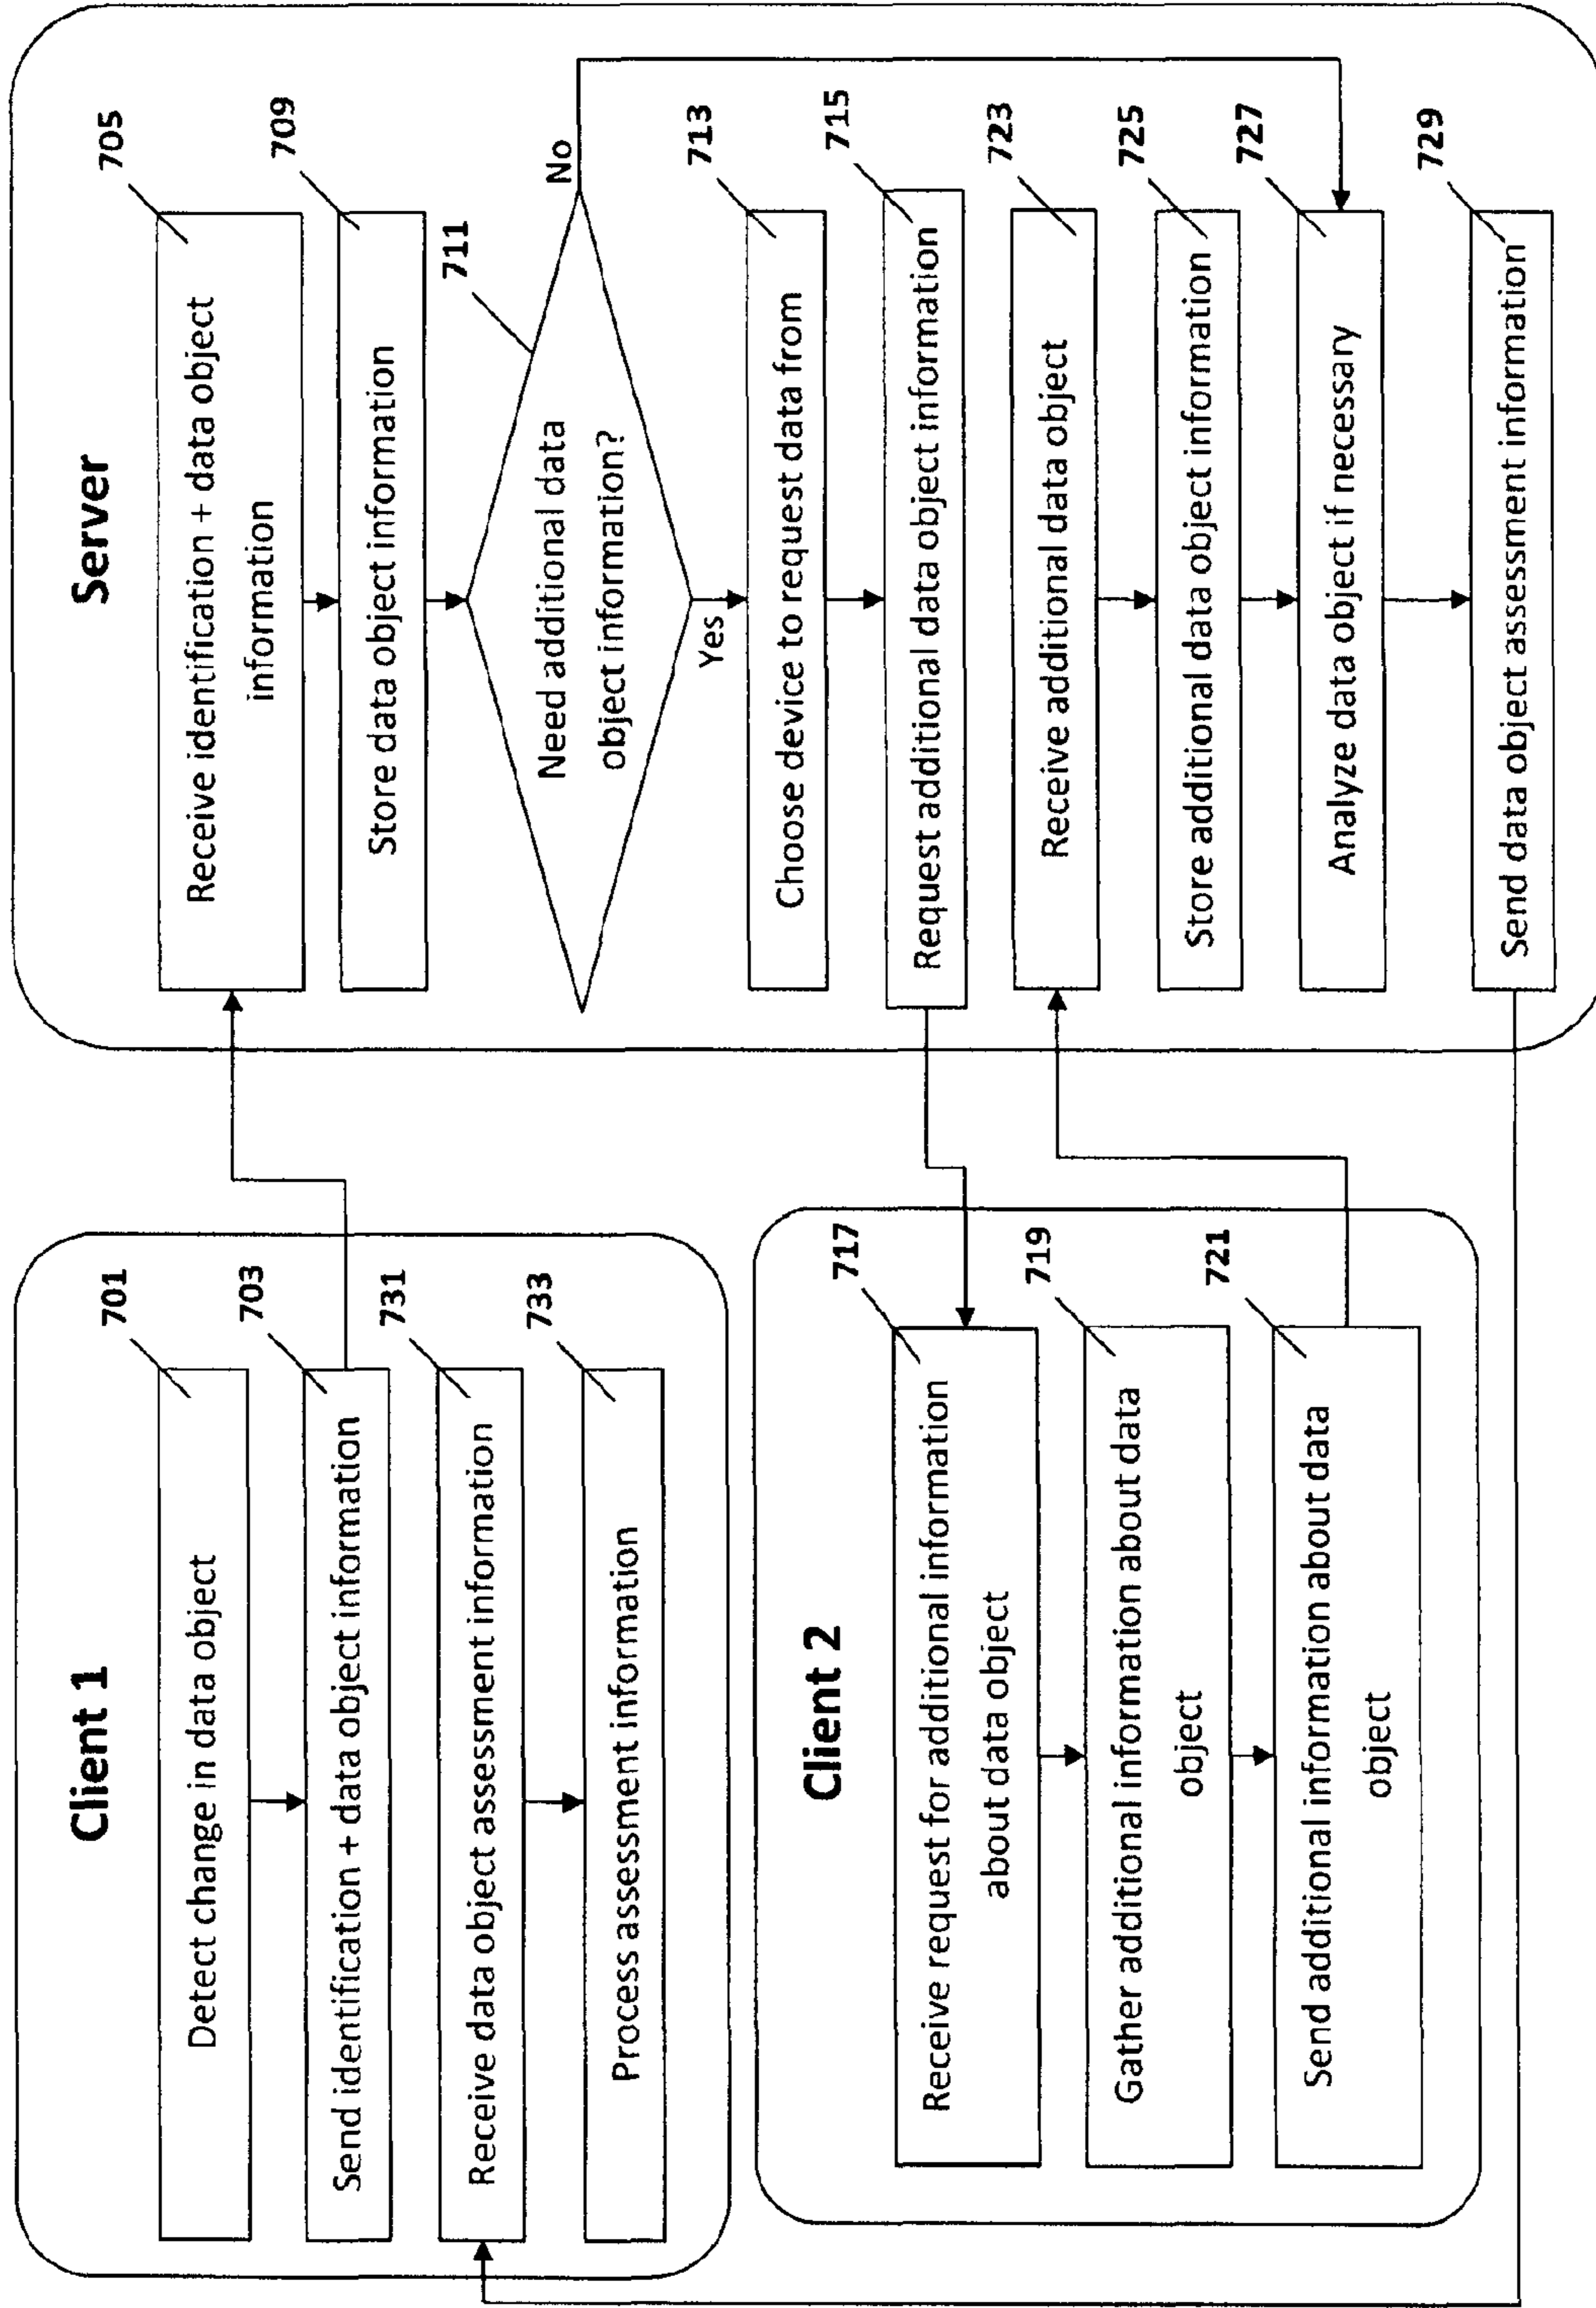 Client 1
701
Detect change in data object
703
Send identification + data object information
731
Receive data object assessment information
733
Process assessment information
Client 2
717
Receive request for additional information
about data object
719
Gather additional information about data
object
721
Send additional information about data
object
Server
705
Receive identification + data object
information
709
Store data object information
711
Need additional data
object information?
No
Yes
713
Choose device to request data from
715
Request additional data object information
723
Receive additional data object
725
Store additional data object information
727
Analyze data object if necessary
729
Send data object assessment information